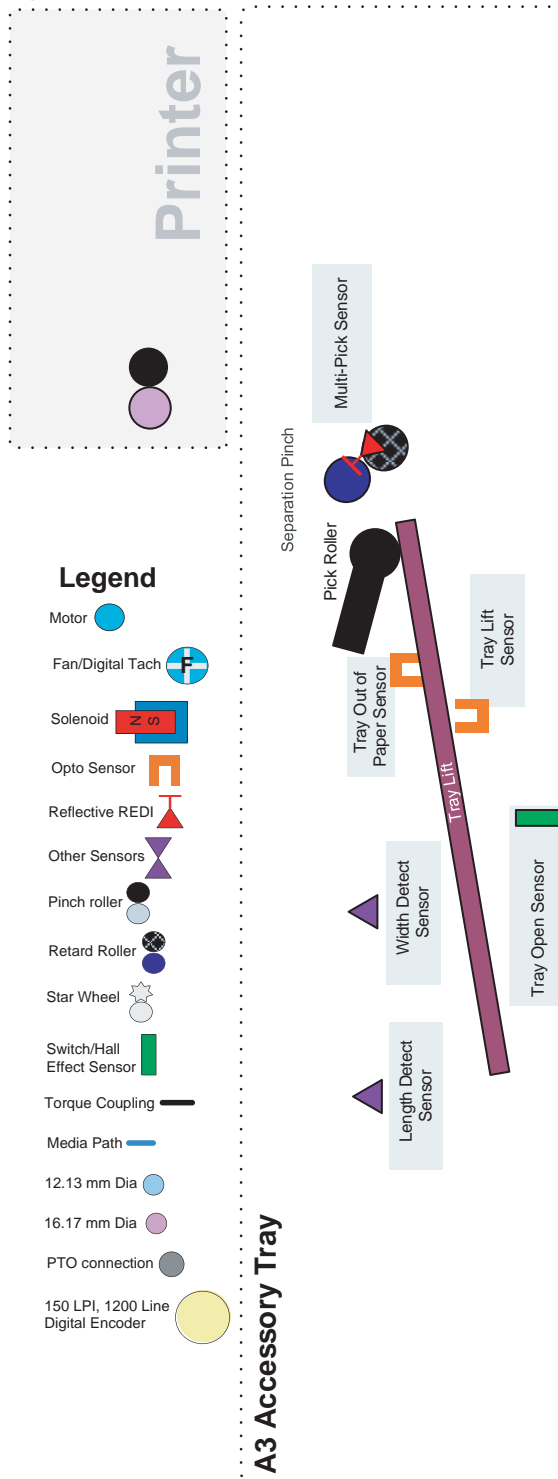 Printer
Legend
Motor
Fan/Digital Tach
F
Solenoid
N S
Opto Sensor
Reflective REDI
Other Sensors
Pinch roller
Retard Roller
Star Wheel
Switch/Hall
Effect Sensor
Torque Coupling
Media Path
12.13 mm Dia
16.17 mm Dia
PTO connection
150 LPI, 1200 Line
Digital Encoder
A3 Accessory Tray
Multi-Pick Sensor
Separation Pinch
Pick Roller
Tray Out of
Paper Sensor
Tray Lift
Sensor
Tray Lift
Width Detect
Sensor
Tray Open Sensor
Length Detect
Sensor